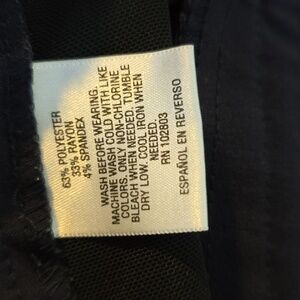 63% POLYESTER
33% RAYON
4% SPANDEX
WASH BEFORE WEARING.
MACHINE WASH COLD WITH LIKE
COLORS. ONLY NON-CHLORINE
BLEACH WHEN NEEDED. TUMBLE
DRY LOW. COOL IRON WHEN
NEEDED
RN 102803
ESPAÑOL EN REVERSO